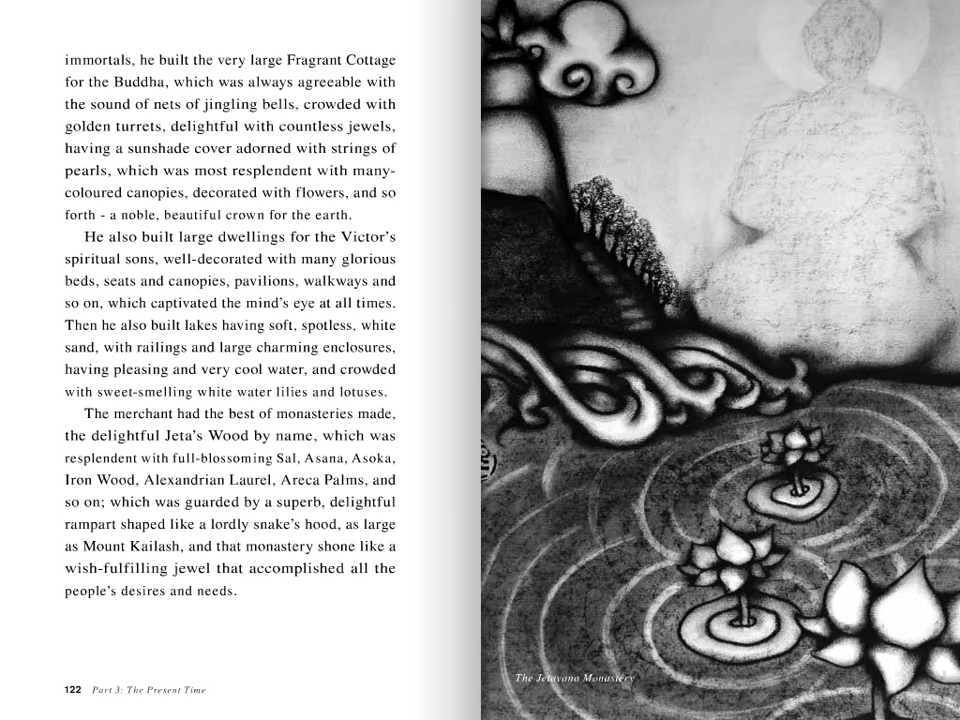 immortals, he built the very large Fragrant Cottage
for the Buddha, which was always agreeable with
the sound of nets of jingling bells, crowded with
golden turrets, delightful with countless jewels,
having a sunshade cover adorned with strings of
pearls, which was most resplendent with many-
coloured canopies, decorated with flowers, and so
forth - a noble, beautiful crown for the earth.
He also built large dwellings for the Victor's
spiritual sons, well-decorated with many glorious
beds, seats and canopies, pavilions, walkways and
so on, which captivated the mind's eye at all times.
Then he also built lakes having soft, spotless, white
sand, with railings and large charming enclosures,
having pleasing and very cool water, and crowded
with sweet-smelling white water lilies and lotuses.
The merchant had the best of monasteries made,
the delightful Jeta's Wood by name, which was
resplendent with full-blossoming Sal, Asana, Asoka,
Iron Wood, Alexandrian Laurel, Areca Palms, and
so on; which was guarded by a superb, delightful
rampart shaped like a lordly snake's hood, as large
as Mount Kailash, and that monastery shone like a
wish-fulfilling jewel that accomplished all the
people's desires and needs.
122 Part 3: The Present Time
The Jetavana Monastery